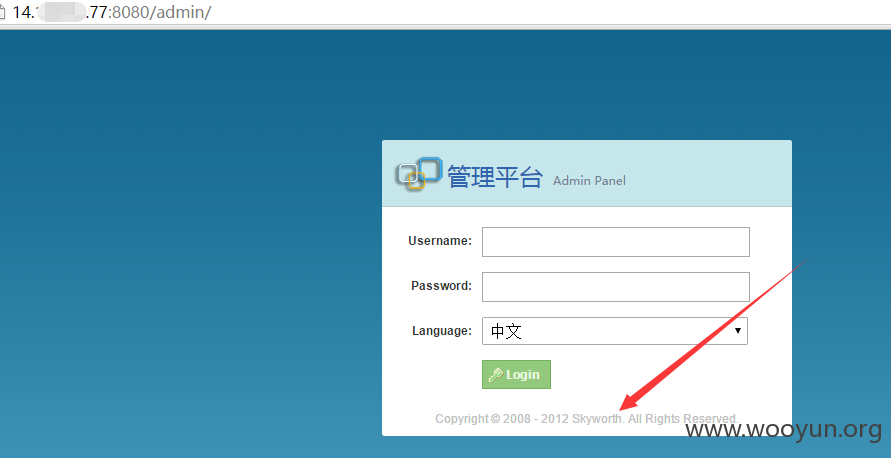 14.1 .77:8080/admin/
管理平台 Admin Panel
Username:
Password:
Language: 中文
Login
Copyright © 2008 - 2012 Skyworth. All Rights Reserved.
www.wooyun.org